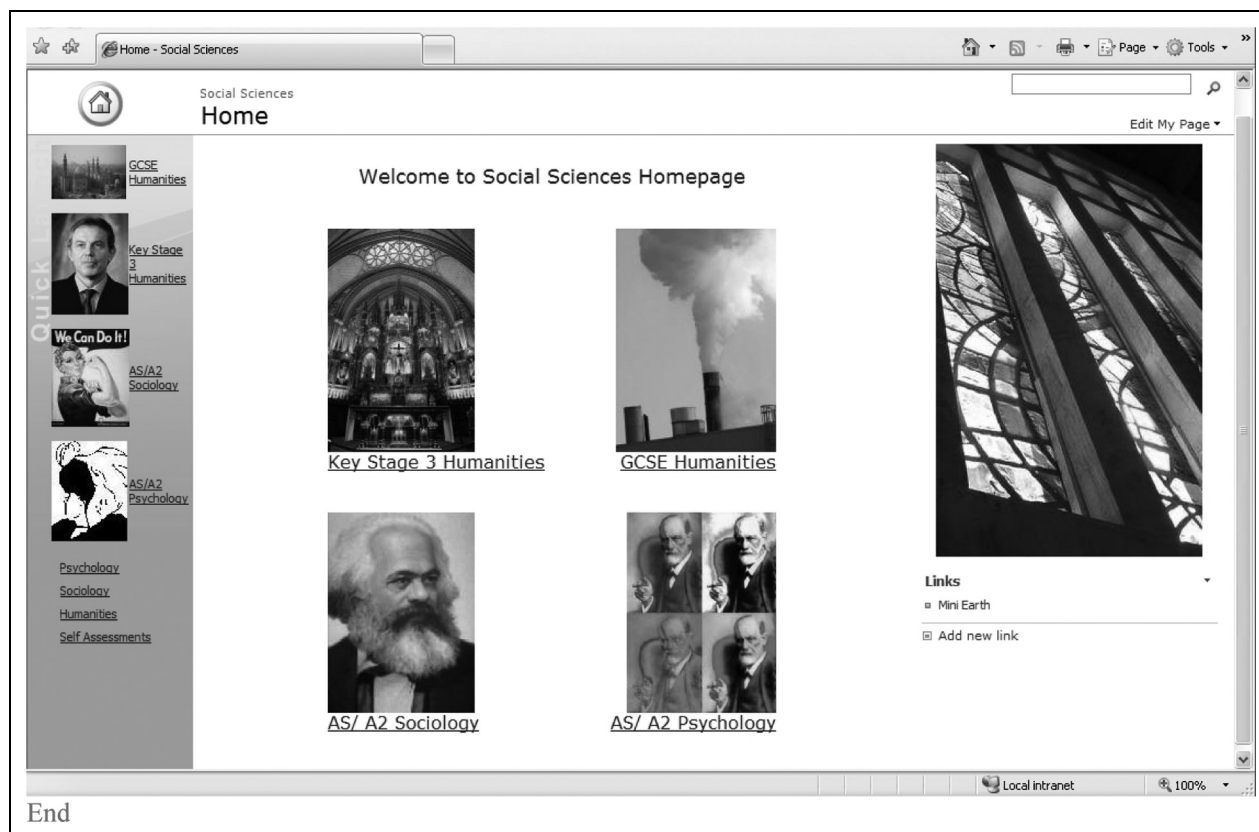 Home - Social Sciences
Page
Tools
»
Social Sciences
Home
Edit My Page
GCSE
Humanities
Key Stage
3
Humanities
Quick
We Can Do It!
AS/A2
Sociology
AS/A2
Psychology
Psychology
Sociology
Humanities
Self Assessments
Welcome to Social Sciences Homepage
Key Stage 3 Humanities
GCSE Humanities
AS/ A2 Sociology
AS/ A2 Psychology
Links
Mini Earth
Add new link
Local intranet
100%
End